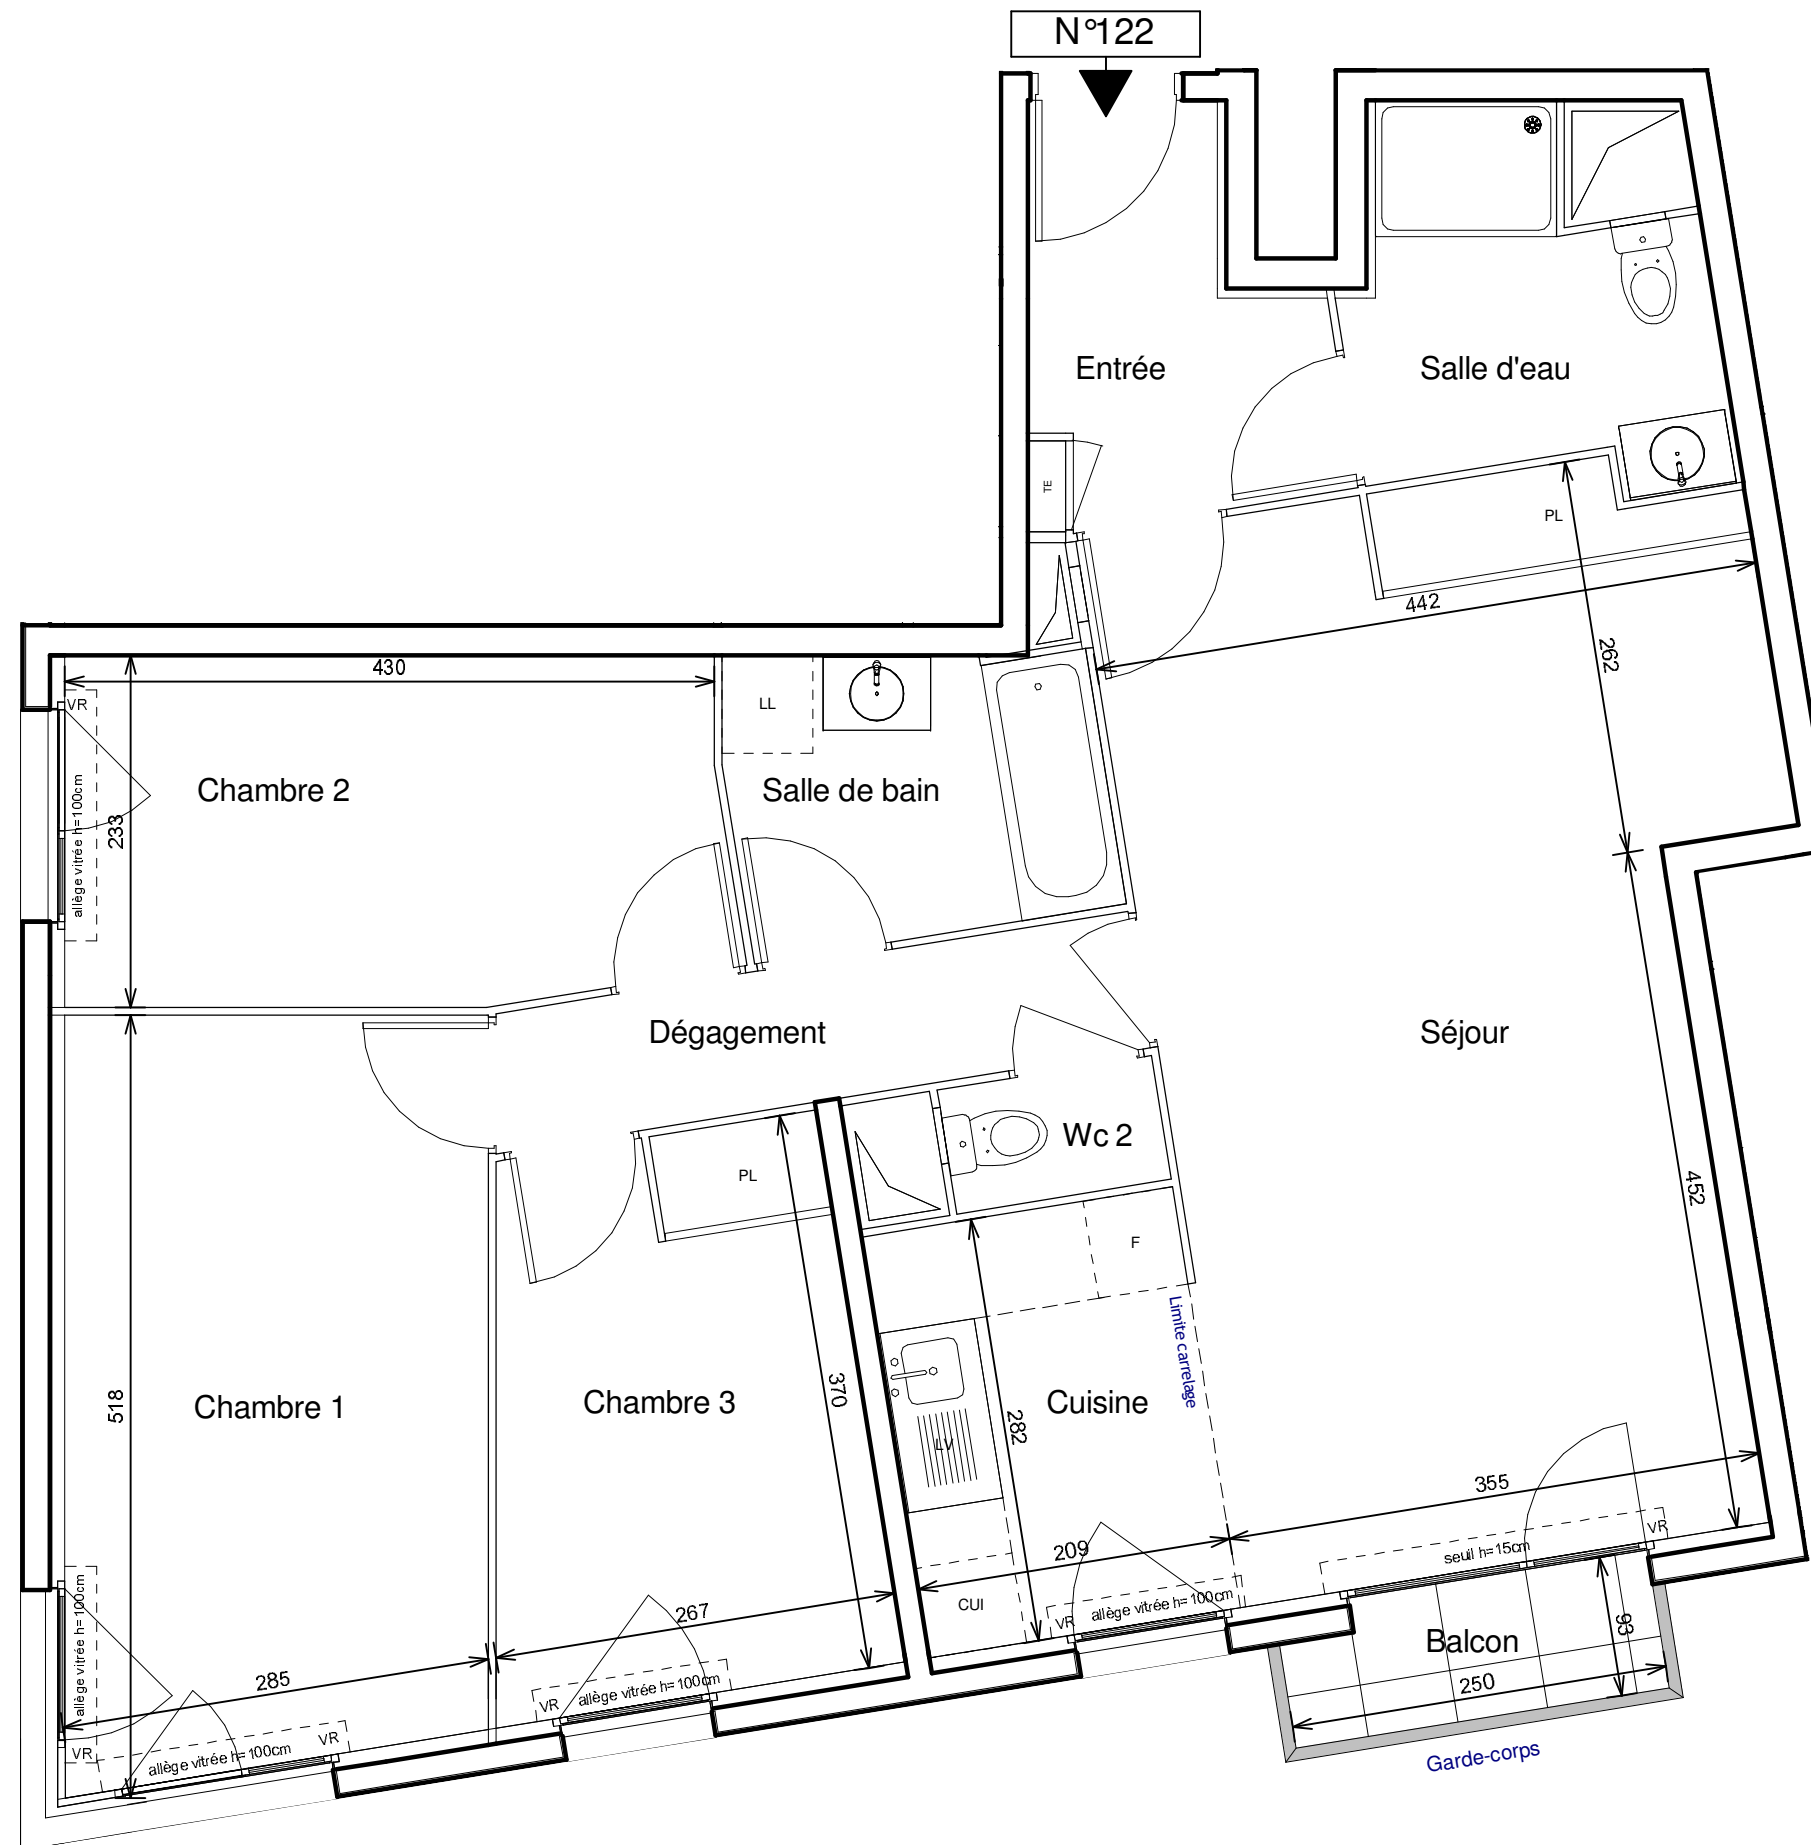 N°122
Entrée
Salle d'eau
TE
PL
442
262
430
VR
LL
Chambre 2
Salle de bain
allège vitrée h=100cm
233
Dégagement
Séjour
Wc 2
PL
452
F
Limite carrelage
370
518
Chambre 1
Chambre 3
282
Cuisine
LV
355
209
seuil h=15cm
VR
allège vitrée h=100cm
CUI
VR
allège vitrée h=100cm
267
93
Balcon
285
250
VR
allège vitrée h=100cm
VR
VR
allège vitrée h=100cm
Garde-corps